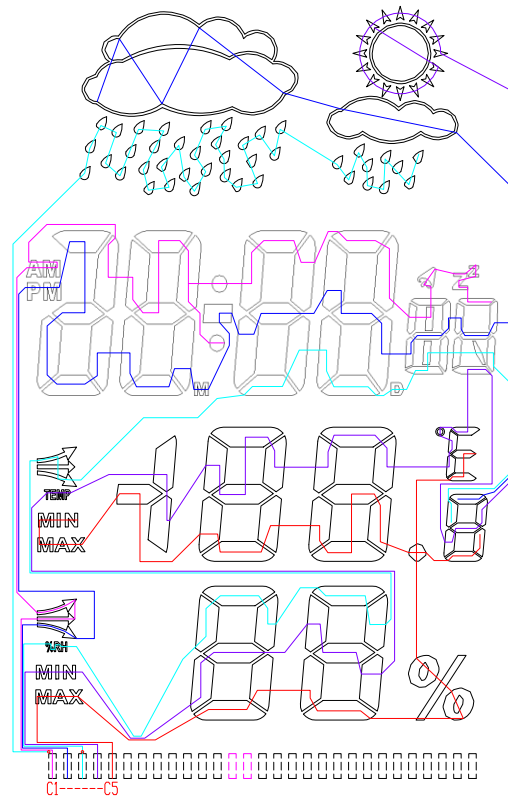 AM
PM
M D
TEMP
MIN
MAX
%RH
MIN
MAX
%
C1------C5